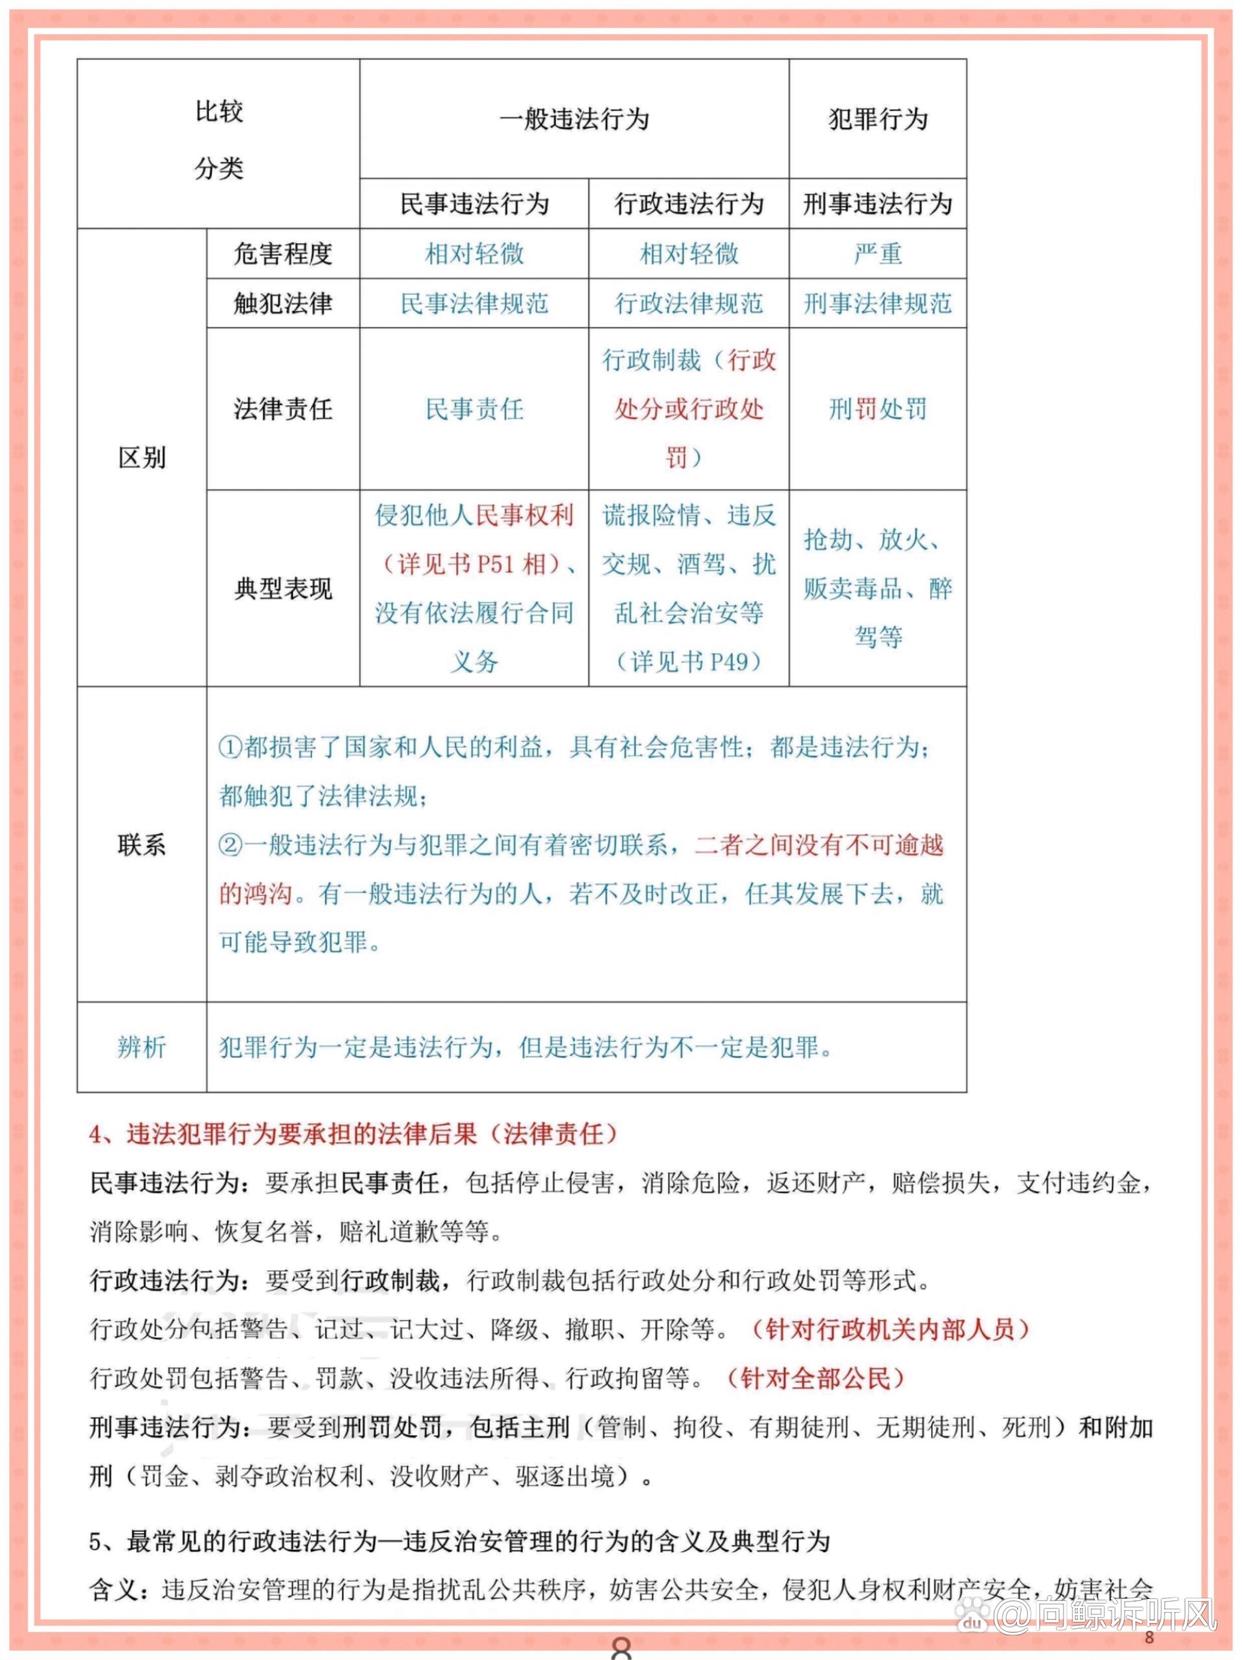 比较
分类
一般违法行为
犯罪行为
民事违法行为
行政违法行为
刑事违法行为
区别
危害程度
相对轻微
相对轻微
严重
触犯法律
民事法律规范
行政法律规范
刑事法律规范
法律责任
民事责任
行政制裁（行政
处分或行政处
罚）
刑罚处罚
典型表现
侵犯他人民事权利
（详见书 P51 相）、
没有依法履行合同
义务
谎报险情、违反
交规、酒驾、扰
乱社会治安等
（详见书 P49）
抢劫、放火、
贩卖毒品、醉
驾等
联系
①都损害了国家和人民的利益，具有社会危害性；都是违法行为；
都触犯了法律法规；
②一般违法行为与犯罪之间有着密切联系，二者之间没有不可逾越
的鸿沟。有一般违法行为的人，若不及时改正，任其发展下去，就
可能导致犯罪。
辨析
犯罪行为一定是违法行为，但是违法行为不一定是犯罪。
4、违法犯罪行为要承担的法律后果（法律责任）
民事违法行为：要承担民事责任，包括停止侵害，消除危险，返还财产，赔偿损失，支付违约金，
消除影响、恢复名誉，赔礼道歉等等。
行政违法行为：要受到行政制裁，行政制裁包括行政处分和行政处罚等形式。
行政处分包括警告、记过、记大过、降级、撤职、开除等。（针对行政机关内部人员）
行政处罚包括警告、罚款、没收违法所得、行政拘留等。（针对全部公民）
刑事违法行为：要受到刑罚处罚，包括主刑（管制、拘役、有期徒刑、无期徒刑、死刑）和附加
刑（罚金、剥夺政治权利、没收财产、驱逐出境）。
5、最常见的行政违法行为—违反治安管理的行为的含义及典型行为
含义：违反治安管理的行为是指扰乱公共秩序，妨害公共安全，侵犯人身权利财产安全，妨害社会
du @向鲸诉听风
8
8